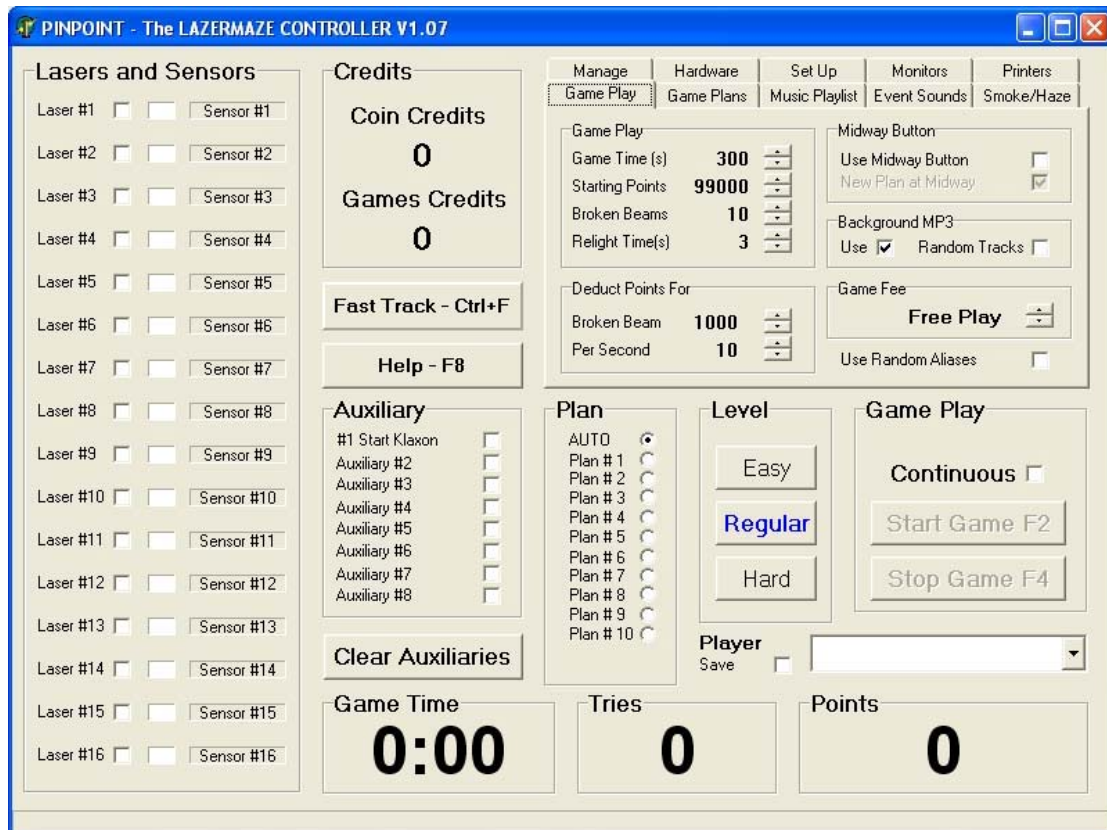 PINPOINT - The LAZERMAZE CONTROLLER V1.07
Lasers and Sensors
Laser #1 Sensor #1
Laser #2 Sensor #2
Laser #3 Sensor #3
Laser #4 Sensor #4
Laser #5 Sensor #5
Laser #6 Sensor #6
Laser #7 Sensor #7
Laser #8 Sensor #8
Laser #9 Sensor #9
Laser #10 Sensor #10
Laser #11 Sensor #11
Laser #12 Sensor #12
Laser #13 Sensor #13
Laser #14 Sensor #14
Laser #15 Sensor #15
Laser #16 Sensor #16
Credits
Coin Credits
0
Games Credits
0
Fast Track - Ctrl+F
Help - F8
Manage Hardware Set Up Monitors Printers
Game Play Game Plans Music Playlist Event Sounds Smoke/Haze
Game Play
Game Time (s) 300
Starting Points 99000
Broken Beams 10
Relight Time(s) 3
Deduct Points For
Broken Beam 1000
Per Second 10
Midway Button
Use Midway Button
New Plan at Midway
Background MP3
Use Random Tracks
Game Fee
Free Play
Use Random Aliases
Auxiliary
#1 Start Klaxon
Auxiliary #2
Auxiliary #3
Auxiliary #4
Auxiliary #5
Auxiliary #6
Auxiliary #7
Auxiliary #8
Clear Auxiliaries
Plan
AUTO
Plan # 1
Plan # 2
Plan # 3
Plan # 4
Plan # 5
Plan # 6
Plan # 7
Plan # 8
Plan # 9
Plan # 10
Level
Easy
Regular
Hard
Game Play
Continuous
Start Game F2
Stop Game F4
Player
Save
Game Time
0:00
Tries
0
Points
0